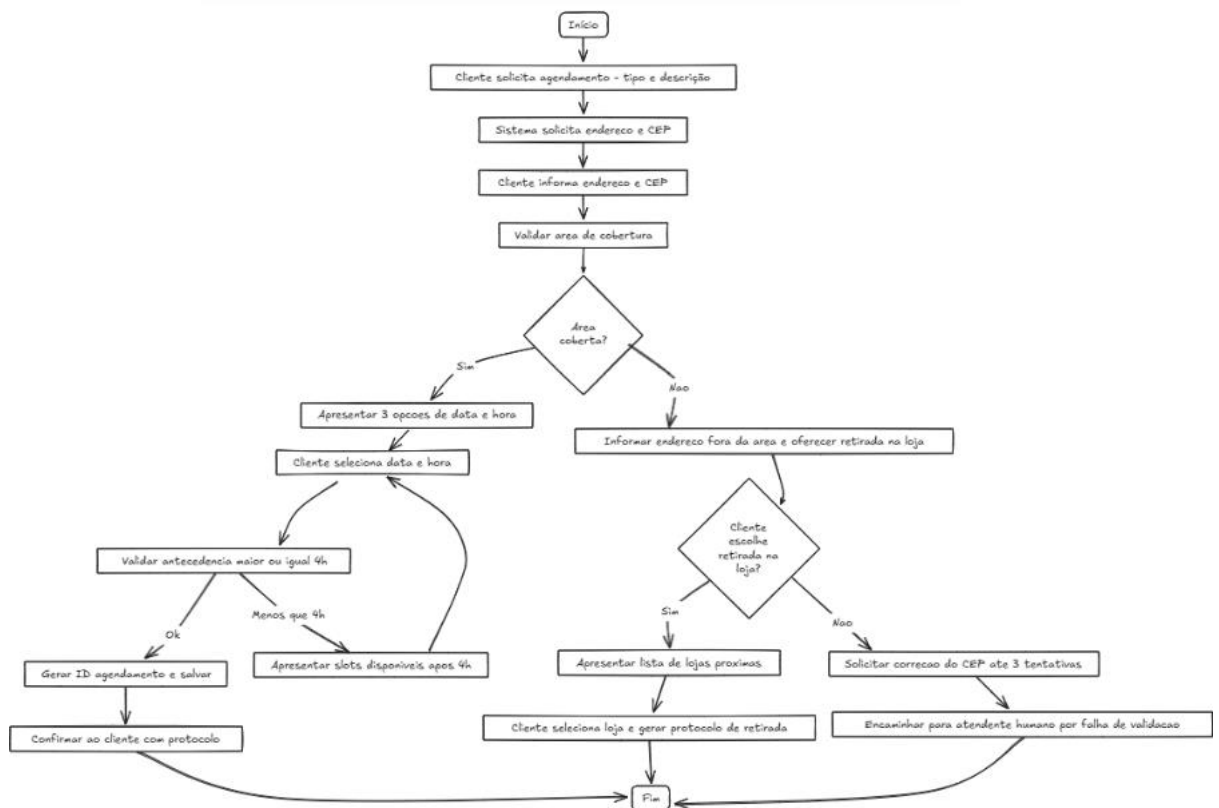 Início
Cliente solicita agendamento - tipo e descrição
Sistema solicita endereco e CEP
Cliente informa endereco e CEP
Validar area de cobertura
Area
coberta?
Sim
Nao
Apresentar 3 opcoes de data e hora
Informar endereco fora da area e oferecer retirada na loja
Cliente seleciona data e hora
Cliente
escolhe
retirada na
loja?
Validar antecedencia maior ou igual 4h
Ok
Menos que 4h
Sim
Nao
Gerar ID agendamento e salvar
Apresentar slots disponiveis apos 4h
Apresentar lista de lojas proximas
Solicitar correcao do CEP ate 3 tentativas
Confirmar ao cliente com protocolo
Cliente seleciona loja e gerar protocolo de retirada
Encaminhar para atendente humano por falha de validacao
Fim